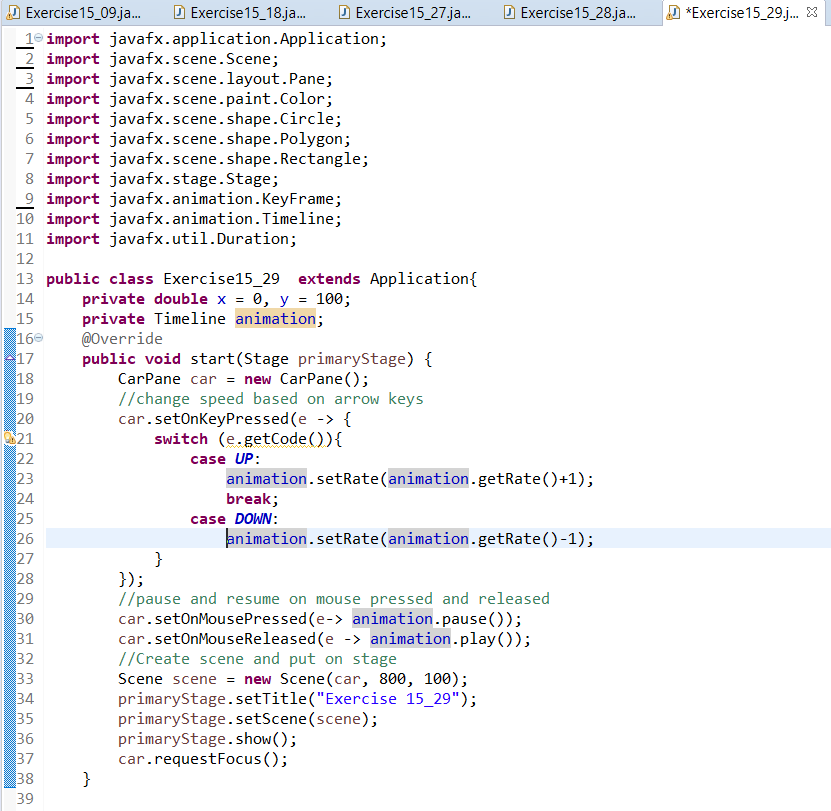 Exercise15_09.ja... Exercise15_18.ja... Exercise15_27.ja... Exercise15_28.ja... *Exercise15_29.j...
1 import javafx.application.Application;
2 import javafx.scene.Scene;
3 import javafx.scene.layout.Pane;
4 import javafx.scene.paint.Color;
5 import javafx.scene.shape.Circle;
6 import javafx.scene.shape.Polygon;
7 import javafx.scene.shape.Rectangle;
8 import javafx.stage.Stage;
9 import javafx.animation.KeyFrame;
10 import javafx.animation.Timeline;
11 import javafx.util.Duration;
12
13 public class Exercise15_29  extends Application{
14     private double x = 0, y = 100;
15     private Timeline animation;
16     @Override
17     public void start(Stage primaryStage) {
18         CarPane car = new CarPane();
19         //change speed based on arrow keys
20         car.setOnKeyPressed(e -> {
21             switch (e.getCode()){
22                 case UP:
23                     animation.setRate(animation.getRate()+1);
24                     break;
25                 case DOWN:
26                     animation.setRate(animation.getRate()-1);
27             }
28         });
29         //pause and resume on mouse pressed and released
30         car.setOnMousePressed(e-> animation.pause());
31         car.setOnMouseReleased(e -> animation.play());
32         //Create scene and put on stage
33         Scene scene = new Scene(car, 800, 100);
34         primaryStage.setTitle("Exercise 15_29");
35         primaryStage.setScene(scene);
36         primaryStage.show();
37         car.requestFocus();
38     }
39